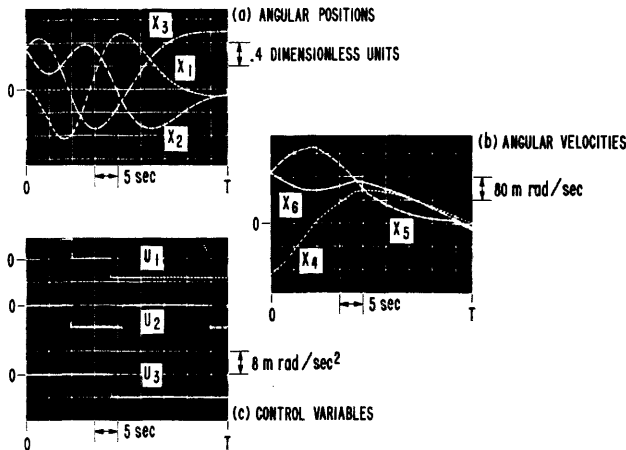 (a) ANGULAR POSITIONS
X3
.4 DIMENSIONLESS UNITS
X1
0
X2
5 sec
0 T
(b) ANGULAR VELOCITIES
80 m rad/sec
X6
0
X5
X4
5 sec
0 T
0 U1
0 U2
8 m rad/sec²
0 U3
(c) CONTROL VARIABLES
5 sec
0 T